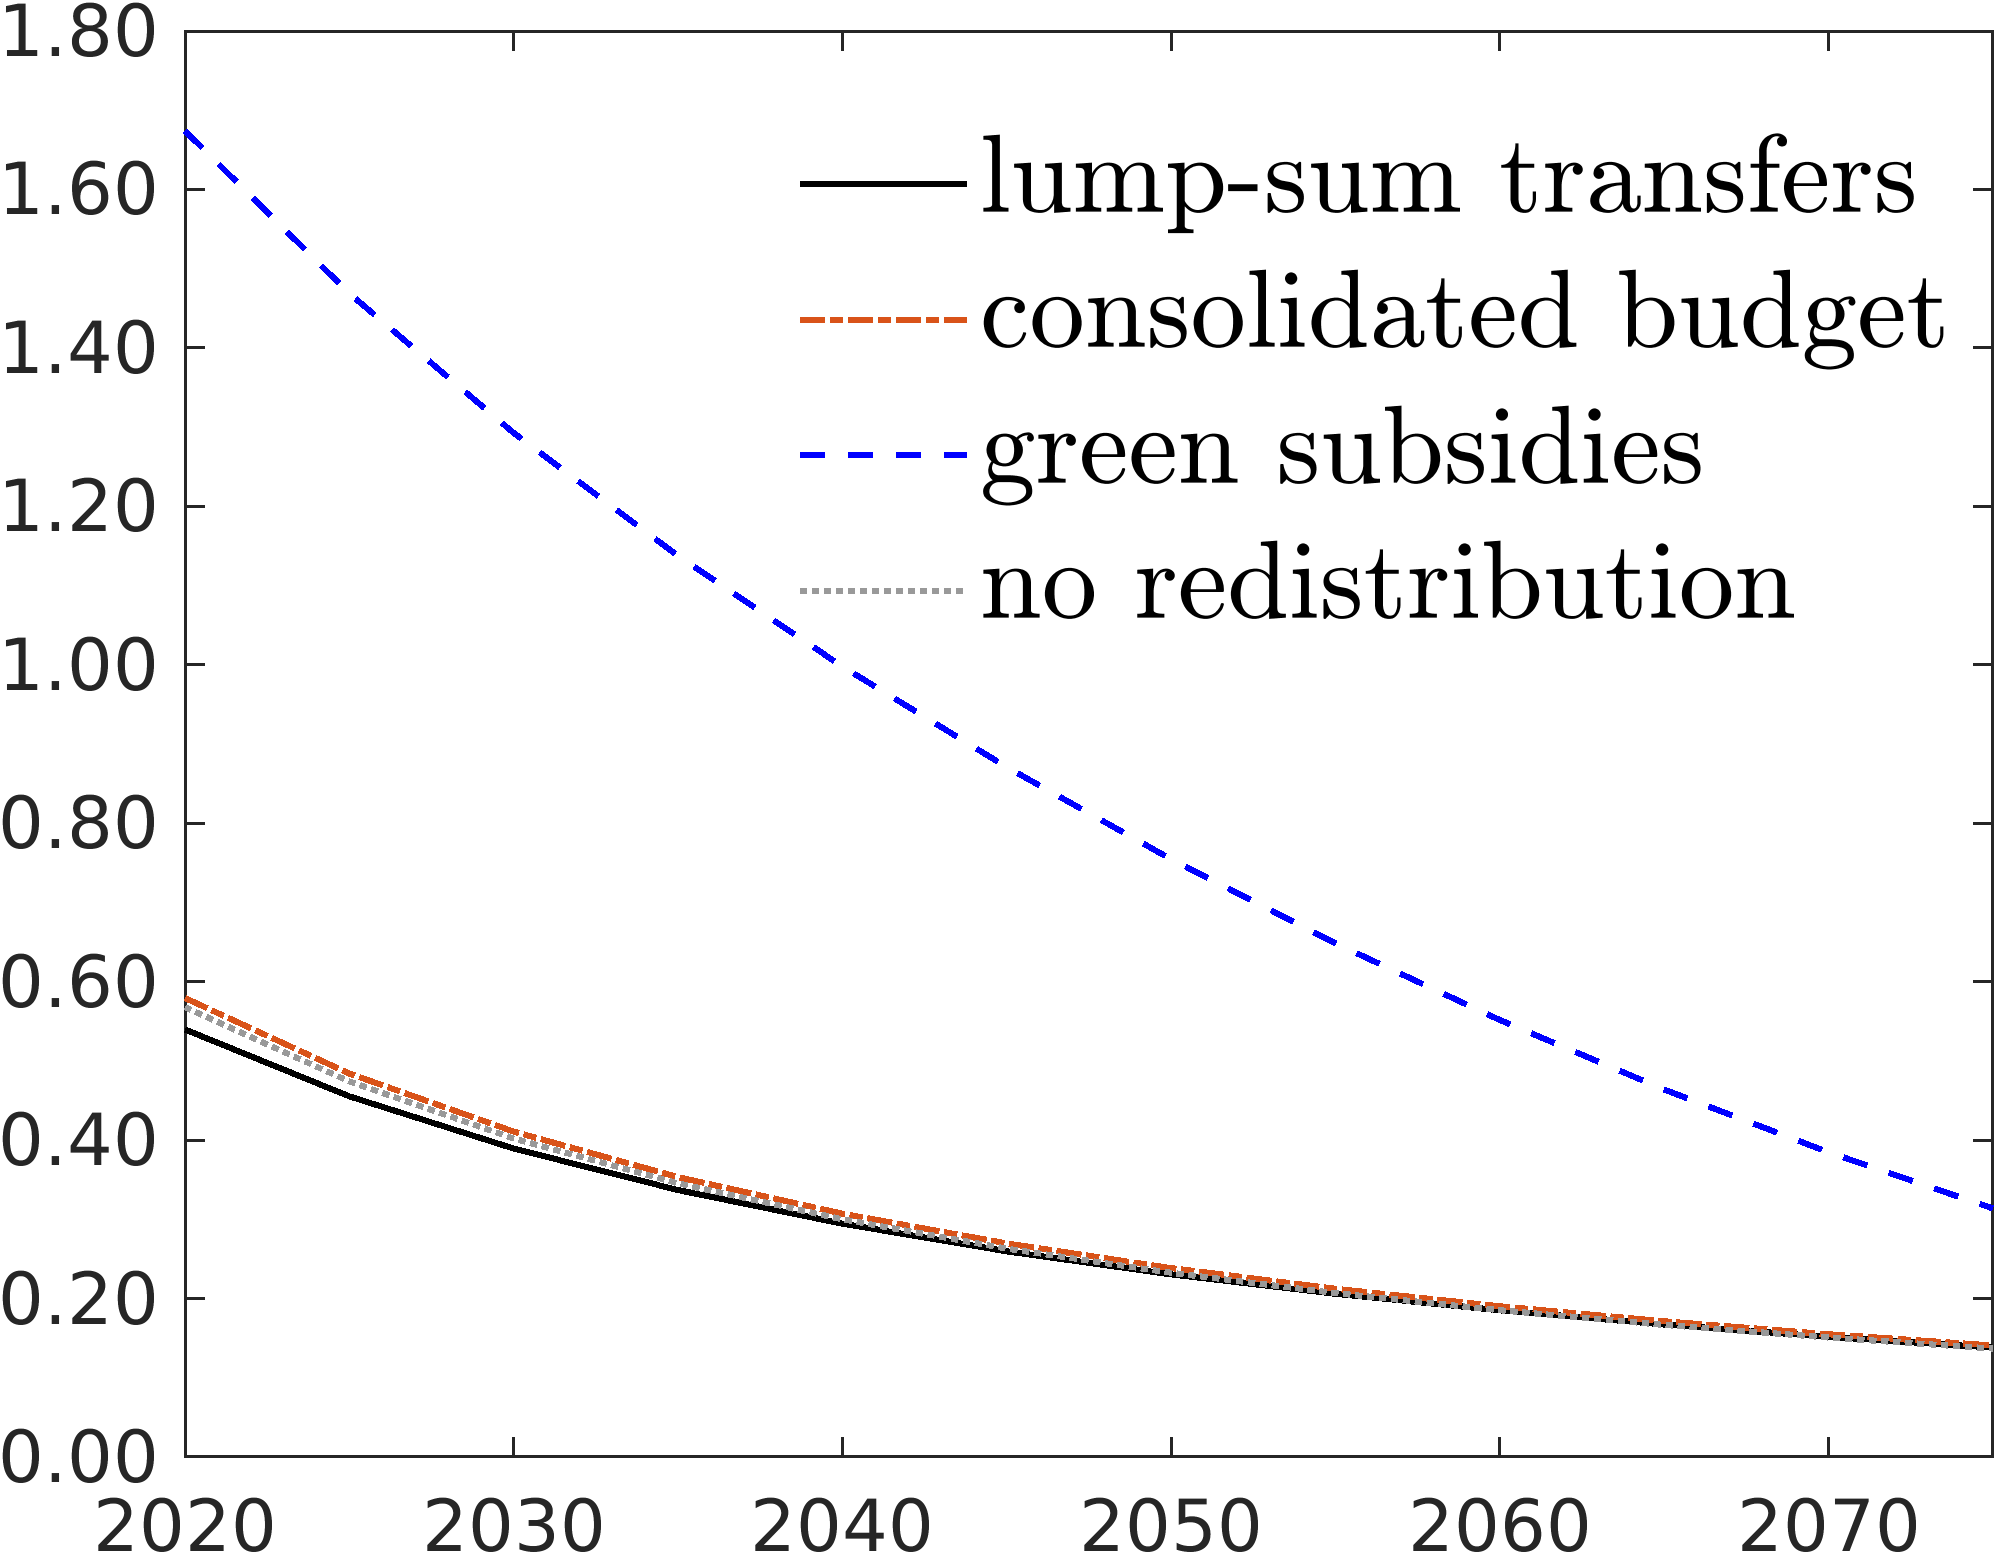 1.80
1.60
1.40
1.20
1.00
0.80
0.60
0.40
0.20
0.00
2020 2030 2040 2050 2060 2070
lump-sum transfers
consolidated budget
green subsidies
no redistribution